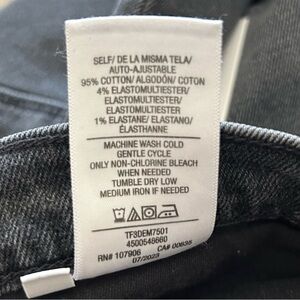 SELF/ DE LA MISMA TELA/
AUTO-AJUSTABLE
95% COTTON/ ALGODÓN/ COTON
4% ELASTOMULTIESTER/
ELASTOMULTIESTER/
ELASTOMULTIESTER
1% ELASTANE/ ELASTANO/
ÉLASTHANNE
MACHINE WASH COLD
GENTLE CYCLE
ONLY NON-CHLORINE BLEACH
WHEN NEEDED
TUMBLE DRY LOW
MEDIUM IRON IF NEEDED
TF3DEM7501
4500546660
RN# 107906 CA# 00635
07/2023